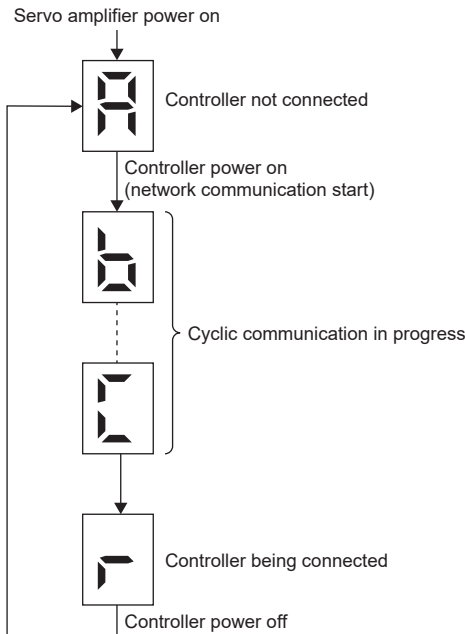 Servo amplifier power on
A
Controller not connected
Controller power on
(network communication start)
b
Cyclic communication in progress
C
r
Controller being connected
Controller power off